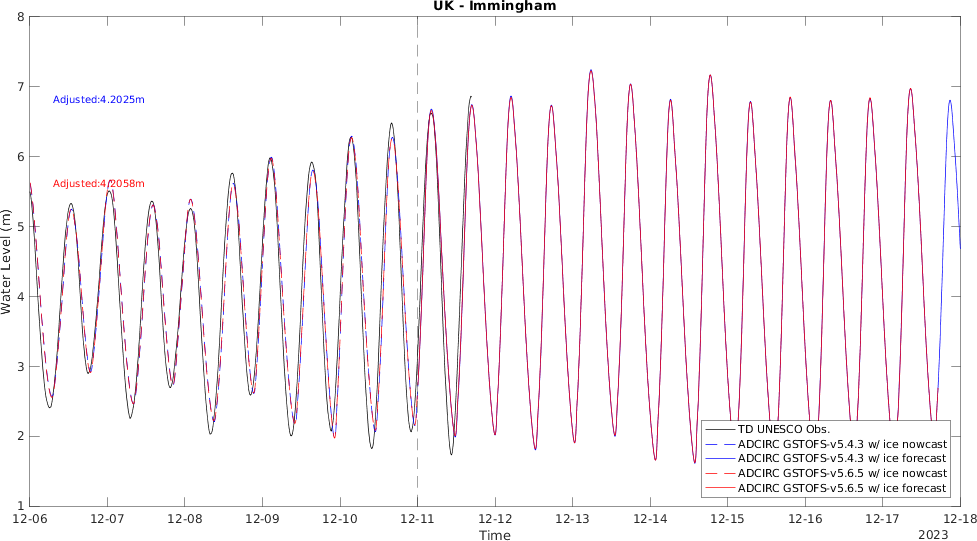 UK - Immingham
8
7
6
5
4
3
2
1
Water Level (m)
Adjusted:4.2025m
Adjusted:4.2058m
TD UNESCO Obs.
ADCIRC GSTOFS-v5.4.3 w/ ice nowcast
ADCIRC GSTOFS-v5.4.3 w/ ice forecast
ADCIRC GSTOFS-v5.6.5 w/ ice nowcast
ADCIRC GSTOFS-v5.6.5 w/ ice forecast
12-06 12-07 12-08 12-09 12-10 12-11 12-12 12-13 12-14 12-15 12-16 12-17 12-18
Time
2023